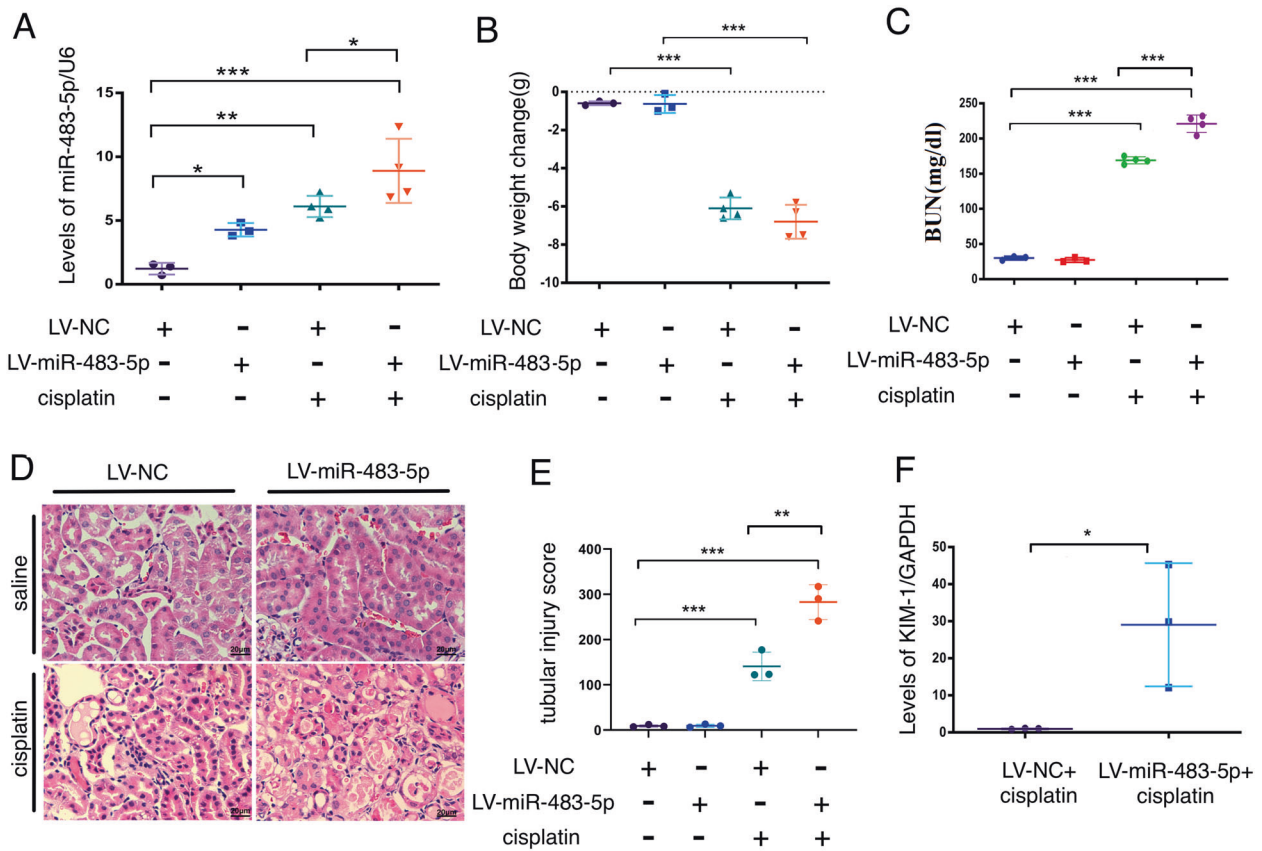 A
Levels of miR-483-5p/U6
15
10
5
0
*
**
***
*
LV-NC + - + -
LV-miR-483-5p - + - +
cisplatin - - + +
B
Body weight change(g)
0
-2
-4
-6
-8
-10
***
***
LV-NC + - + -
LV-miR-483-5p - + - +
cisplatin - - + +
C
BUN(mg/dl)
250
200
150
100
50
0
***
***
***
LV-NC + - + -
LV-miR-483-5p - + - +
cisplatin - - + +
D
LV-NC LV-miR-483-5p
saline
20μm 20μm
cisplatin
20μm 20μm
E
tubular injury score
400
300
200
100
0
**
***
***
LV-NC + - + -
LV-miR-483-5p - + - +
cisplatin - - + +
F
Levels of KIM-1/GAPDH
50
40
30
20
10
0
*
LV-NC+ LV-miR-483-5p+
cisplatin cisplatin